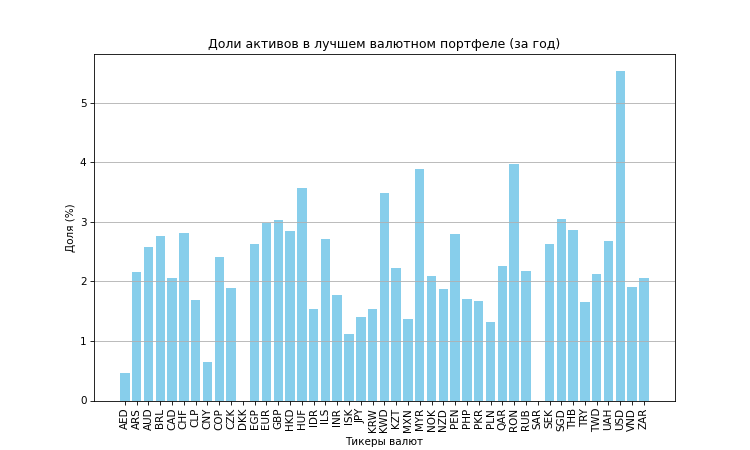 Доли активов в лучшем валютном портфеле (за год)
Доля (%)
5
4
3
2
1
0
AED ARS AUD BRL CAD CHF CLP CNY COP CZK DKK EGP EUR GBP HKD HUF IDR ILS INR ISK JPY KRW KWD KZT MXN MYR NOK NZD PEN PHP PKR PLN QAR RON RUB SAR SEK SGD THB TRY TWD UAH USD VND ZAR
Тикеры валют